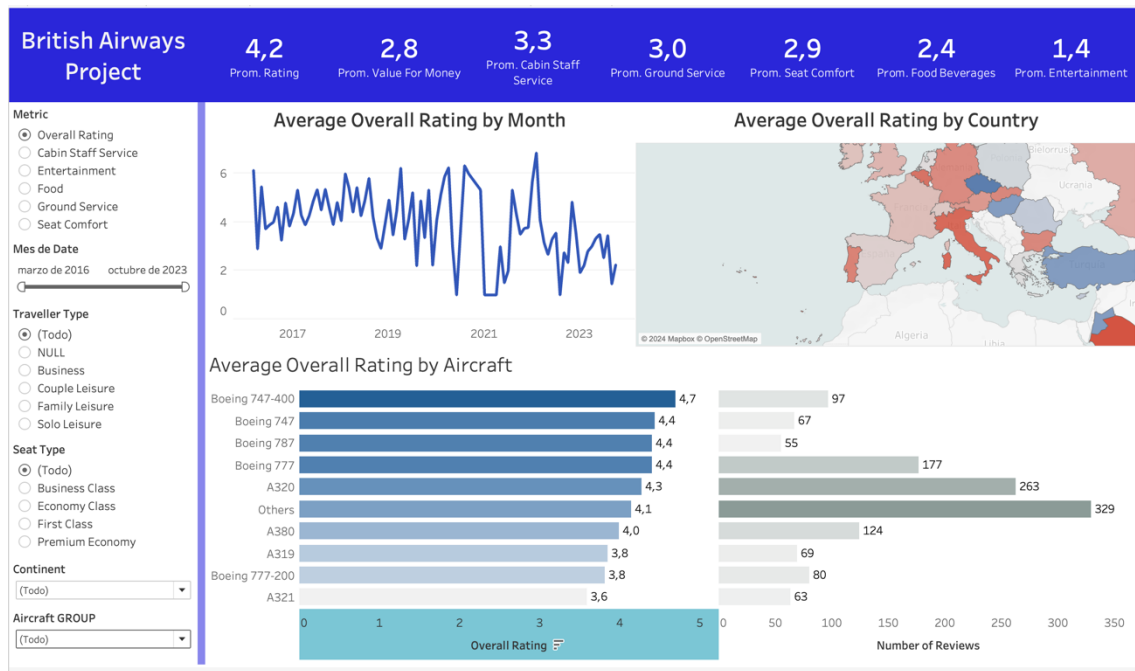 British Airways
Project
4,2
Prom. Rating
2,8
Prom. Value For Money
3,3
Prom. Cabin Staff
Service
3,0
Prom. Ground Service
2,9
Prom. Seat Comfort
2,4
Prom. Food Beverages
1,4
Prom. Entertainment
Metric
Overall Rating
Cabin Staff Service
Entertainment
Food
Ground Service
Seat Comfort
Mes de Date
marzo de 2016 octubre de 2023
Traveller Type
(Todo)
NULL
Business
Couple Leisure
Family Leisure
Solo Leisure
Seat Type
(Todo)
Business Class
Economy Class
First Class
Premium Economy
Continent
(Todo)
Aircraft GROUP
(Todo)
Average Overall Rating by Month
6
4
2
0
2017 2019 2021 2023
Average Overall Rating by Country
Bielorrusia
Ucrania
Algeria
Libia
© 2024 Mapbox © OpenStreetMap
Average Overall Rating by Aircraft
Boeing 747-400 4,7 97
Boeing 747 4,4 67
Boeing 787 4,4 55
Boeing 777 4,4 177
A320 4,3 263
Others 4,1 329
A380 4,0 124
A319 3,8 69
Boeing 777-200 3,8 80
A321 3,6 63
0 1 2 3 4 5 0 50 100 150 200 250 300 350
Overall Rating Number of Reviews